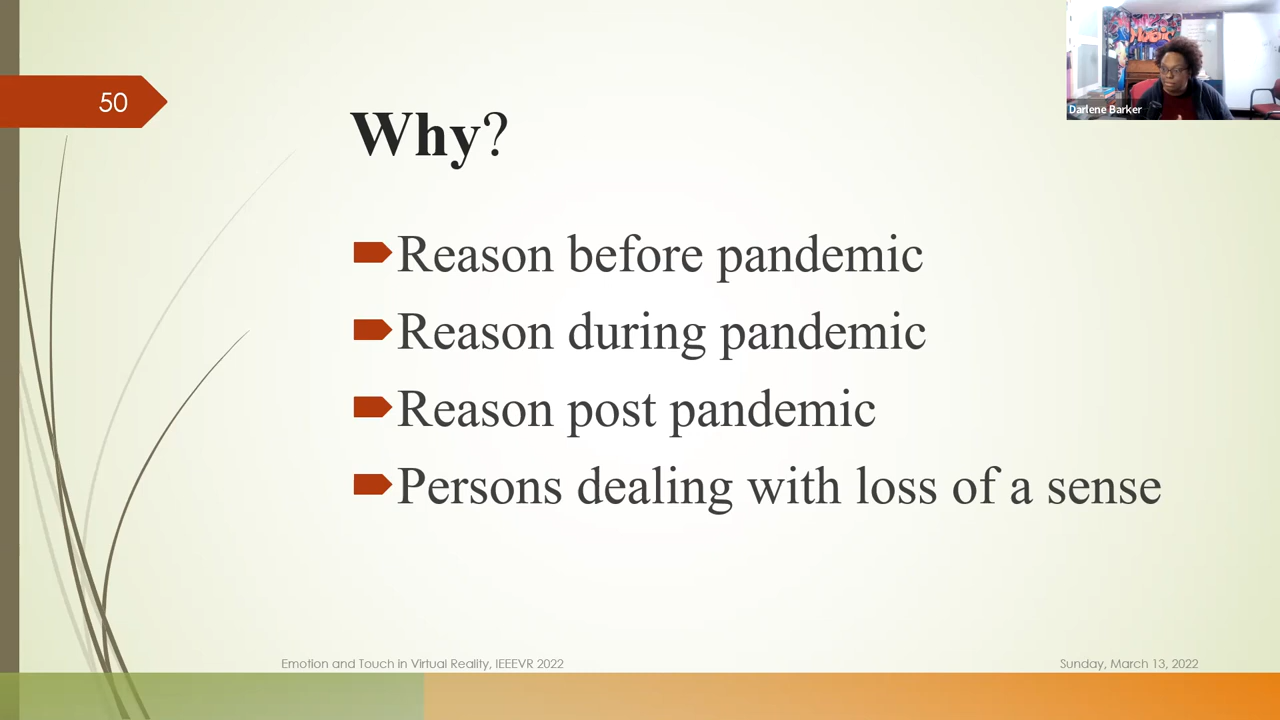 50
Darlene Barker
Why?
Reason before pandemic
Reason during pandemic
Reason post pandemic
Persons dealing with loss of a sense
Emotion and Touch in Virtual Reality, IEEEVR 2022
Sunday, March 13, 2022